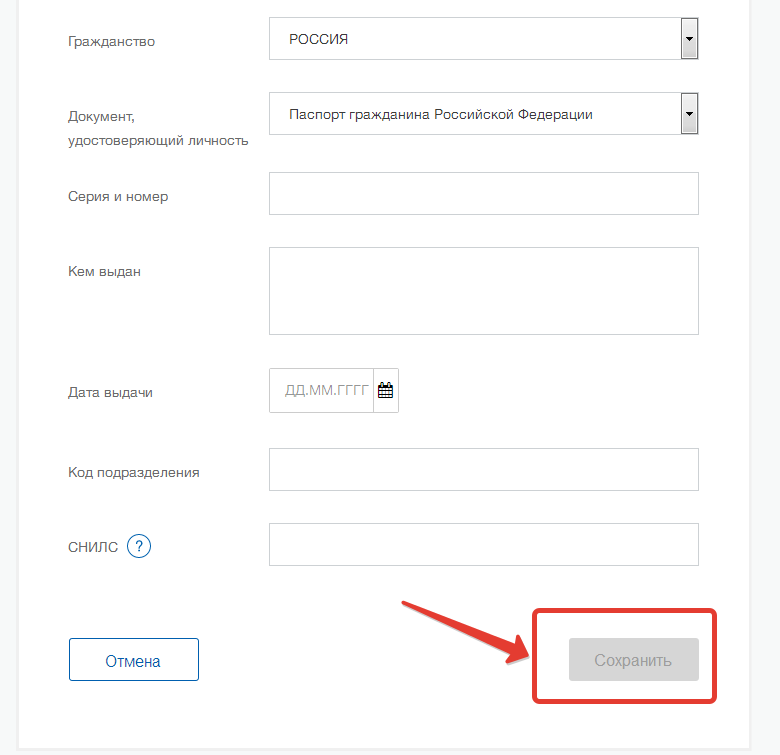 Гражданство
РОССИЯ
Документ,
удостоверяющий личность
Паспорт гражданина Российской Федерации
Серия и номер
Кем выдан
Дата выдачи
ДД.ММ.ГГГГ
Код подразделения
СНИЛС ?
Отмена
Сохранить